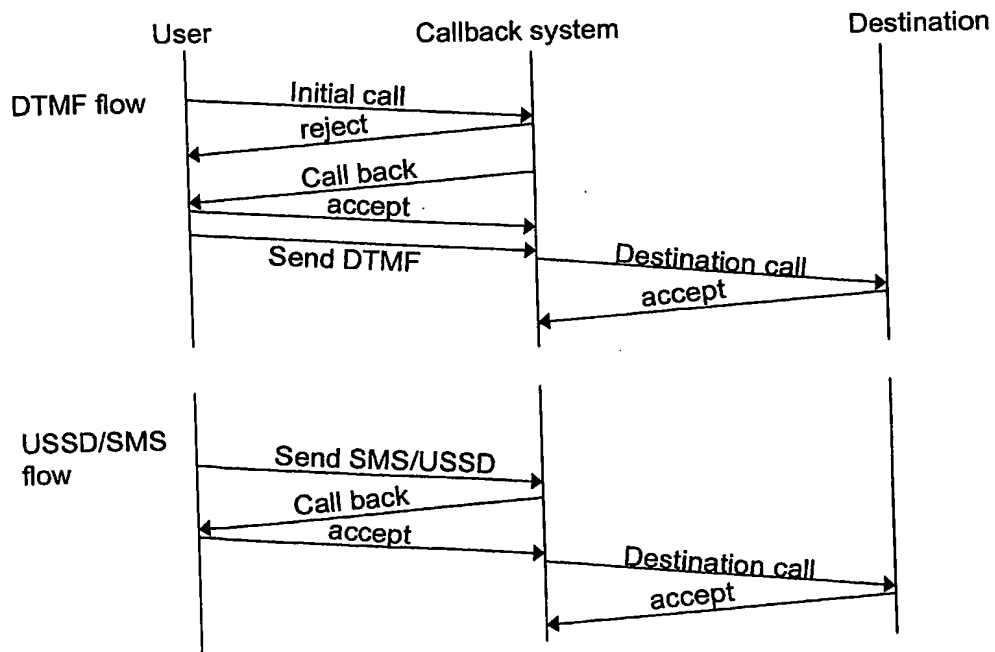 User
Callback system
Destination
DTMF flow
Initial call
reject
Call back
accept
Send DTMF
Destination call
accept
USSD/SMS
flow
Send SMS/USSD
Call back
accept
Destination call
accept